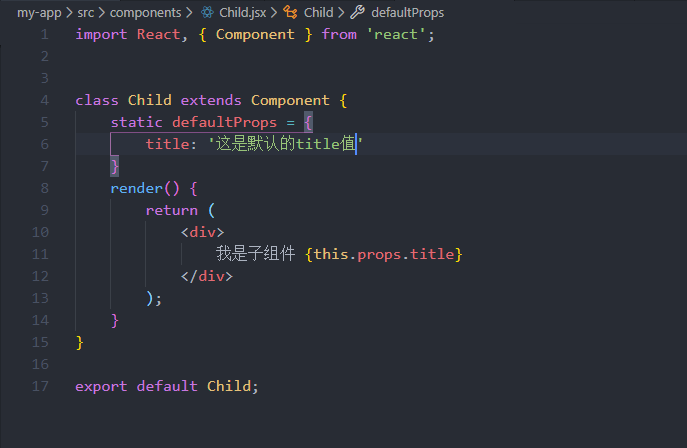 my-app > src > components > Child.jsx > Child > defaultProps
1 import React, { Component } from 'react';
2
3
4 class Child extends Component {
5 static defaultProps = {
6 title: '这是默认的title值'
7 }
8 render() {
9 return (
10 <div>
11 我是子组件 {this.props.title}
12 </div>
13 );
14 }
15 }
16
17 export default Child;